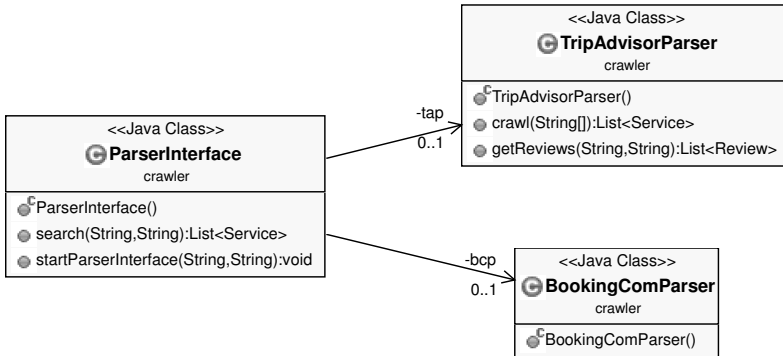 <<Java Class>>
TripAdvisorParser
crawler
TripAdvisorParser()
crawl(String[]):List<Service>
getReviews(String,String):List<Review>
-tap
0..1
<<Java Class>>
ParserInterface
crawler
ParserInterface()
search(String,String):List<Service>
startParserInterface(String,String):void
-bcp
0..1
<<Java Class>>
BookingComParser
crawler
BookingComParser()